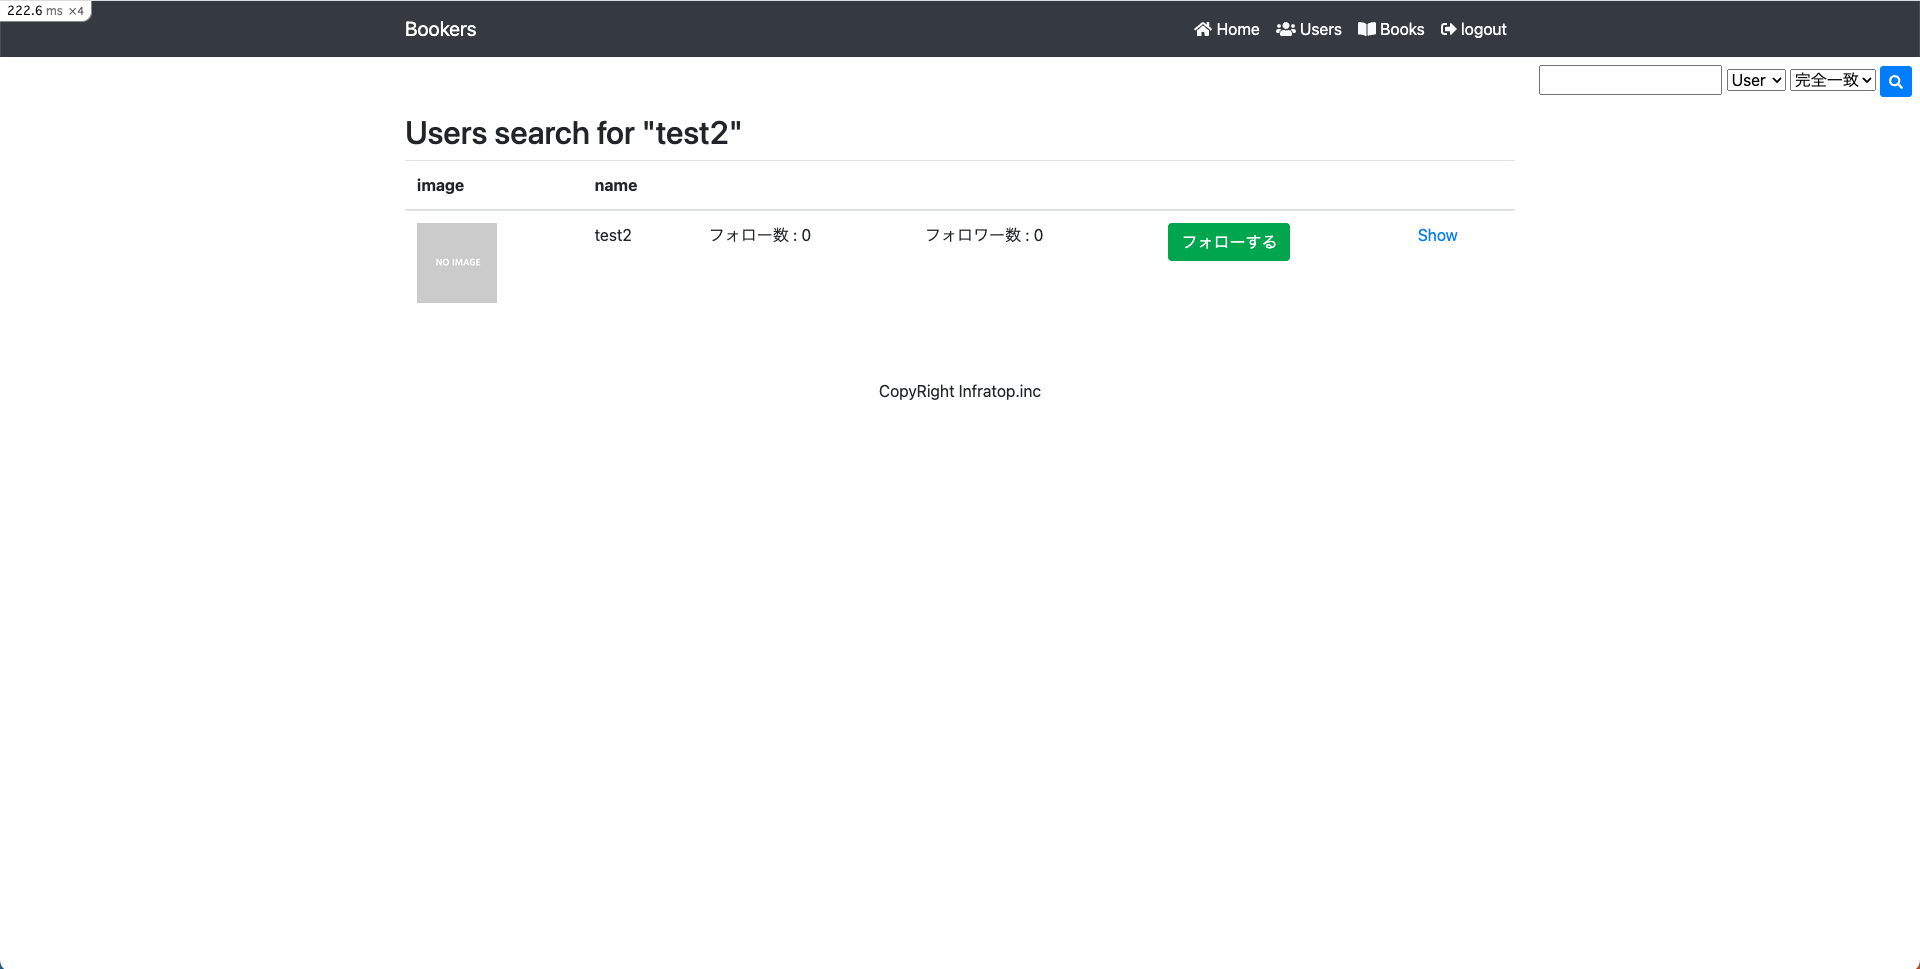 222.6 ms ×4
Bookers Home Users Books logout
User 完全一致
Users search for "test2"
image name
NO IMAGE test2 フォロー数 : 0 フォロワー数 : 0 フォローする Show
CopyRight Infratop.inc